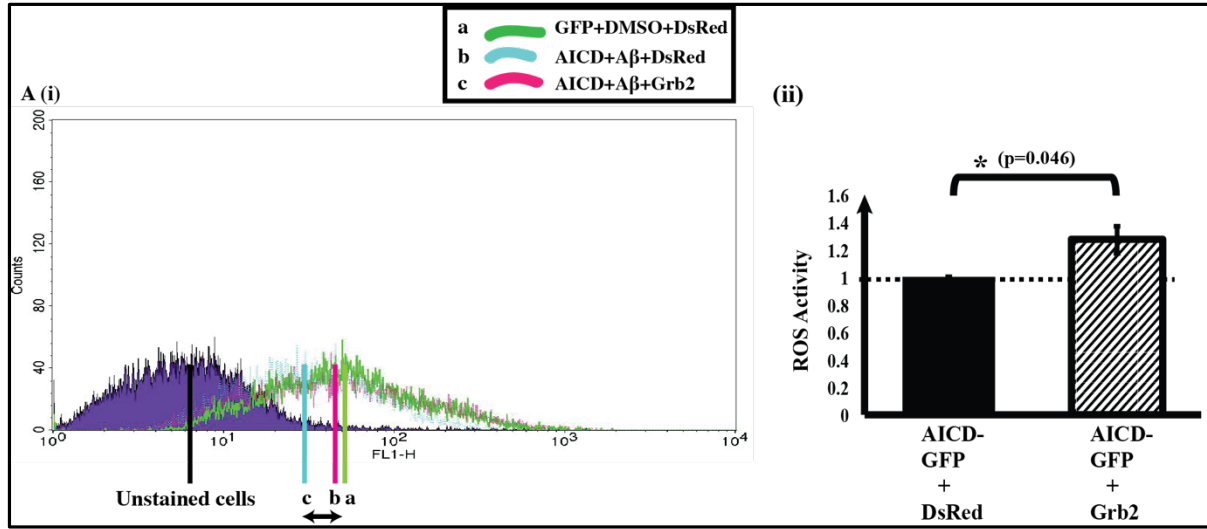 a GFP+DMSO+DsRed
b AICD+Aβ+DsRed
c AICD+Aβ+Grb2
A (i)
200
160
120
80
40
0
Counts
10⁰ 10¹ 10² 10³ 10⁴
FL1-H
Unstained cells c b a
(ii)
* (p=0.046)
1.6
1.4
1.2
1
0.8
0.6
0.4
0.2
0
ROS Activity
AICD-
GFP
+
DsRed
AICD-
GFP
+
Grb2